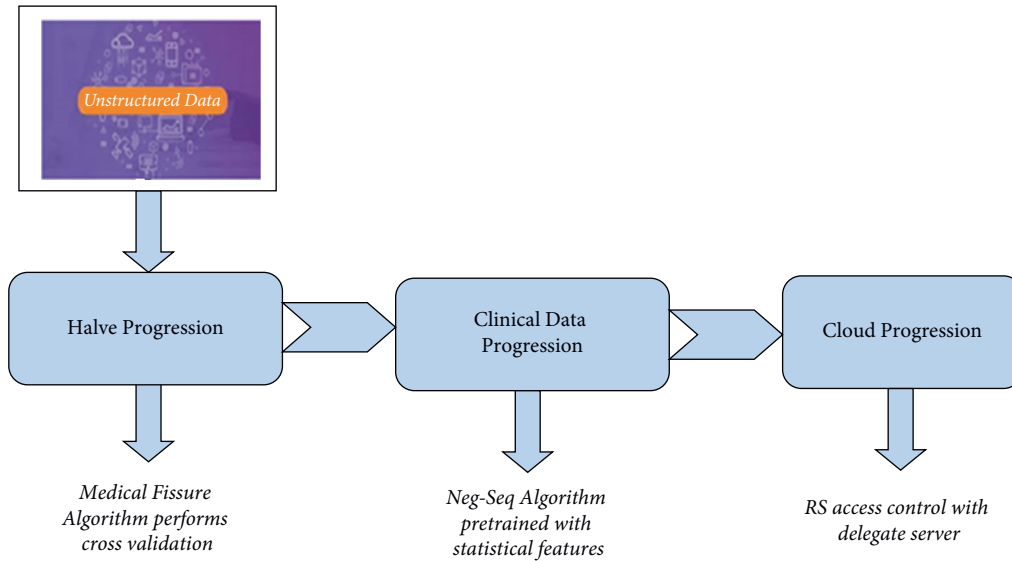 Unstructured Data
Halve Progression
Clinical Data
Progression
Cloud Progression
Medical Fissure
Algorithm performs
cross validation
Neg-Seq Algorithm
pretrained with
statistical features
RS access control with
delegate server